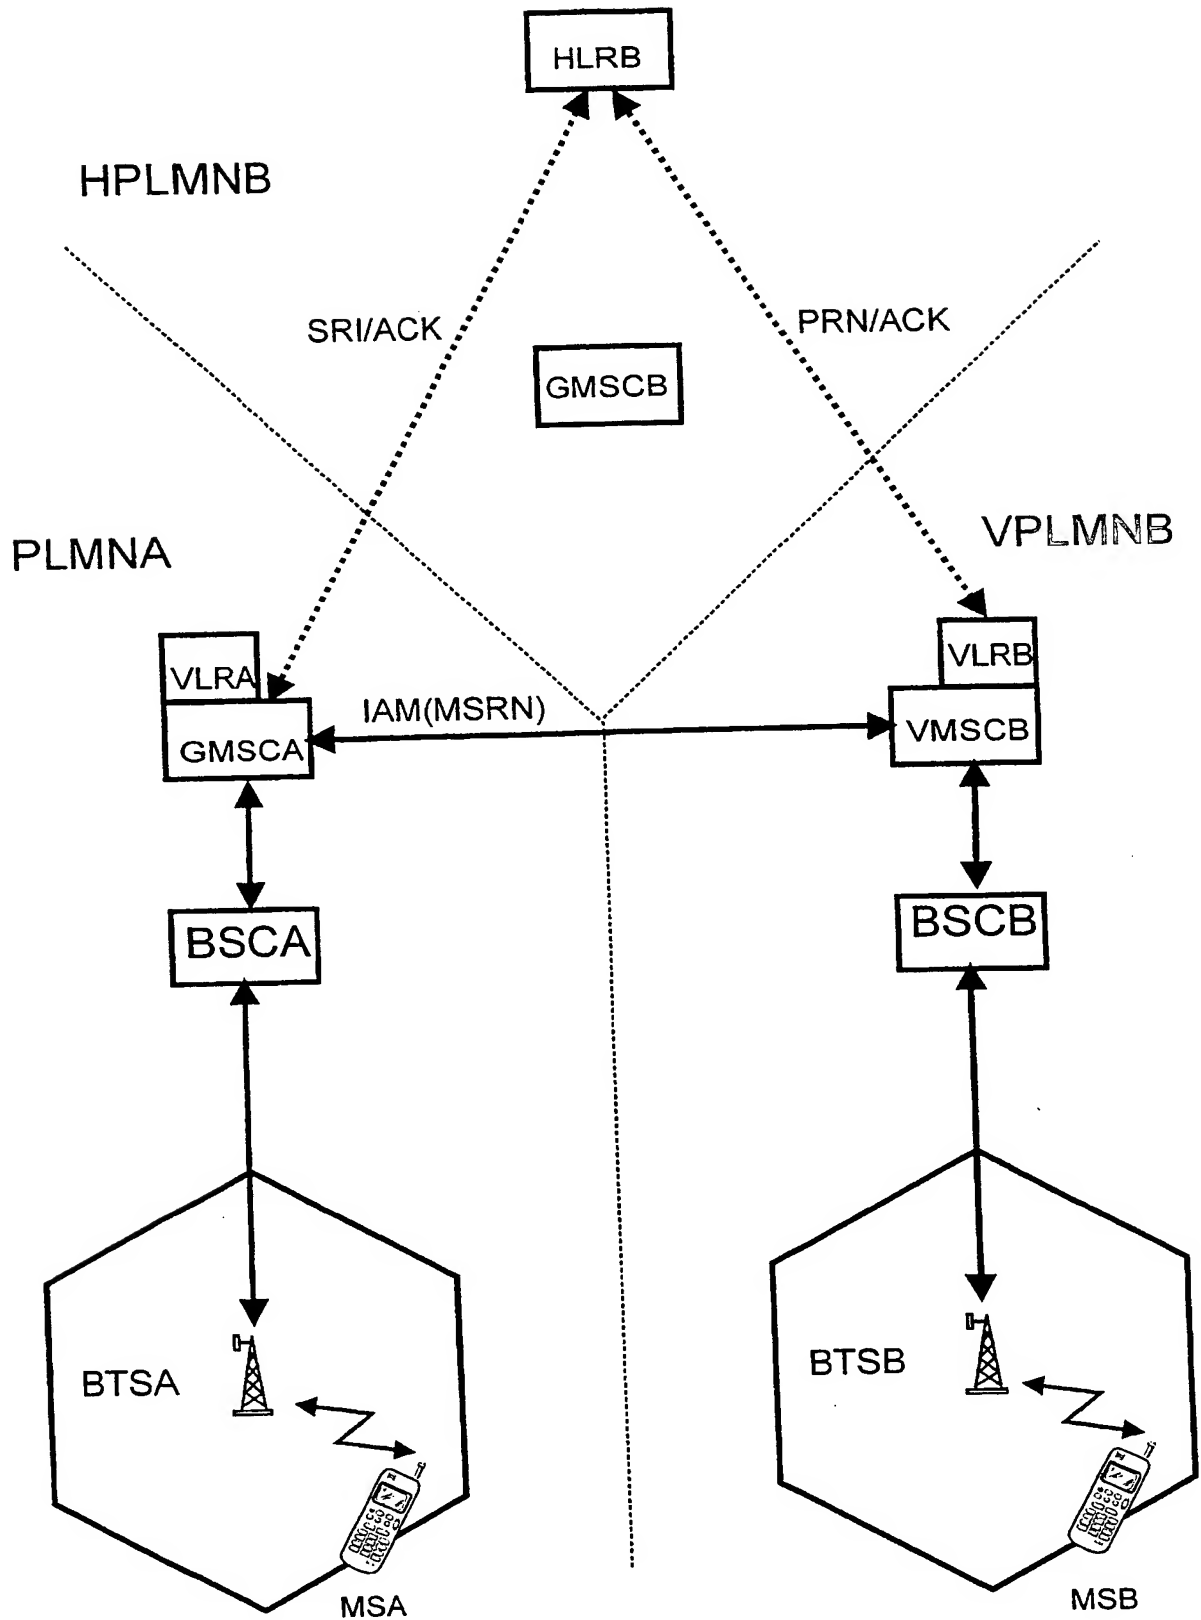 HLRB
HPLMNB
SRI/ACK
PRN/ACK
GMSCB
PLMNA
VPLMNB
VLRA
VLRB
IAM(MSRN)
GMSCA
VMSCB
BSCA
BSCB
BTSA
BTSB
MSA
MSB